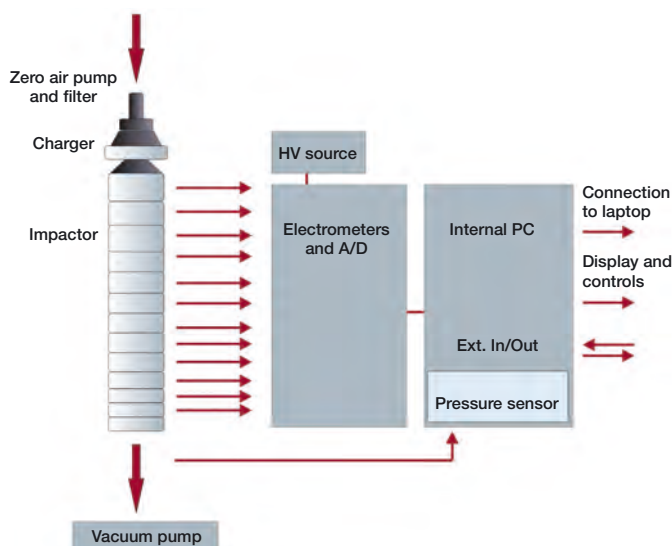 Zero air pump
and filter
Charger
Impactor
HV source
Electrometers
and A/D
Internal PC
Ext. In/Out
Pressure sensor
Connection
to laptop
Display and
controls
Vacuum pump